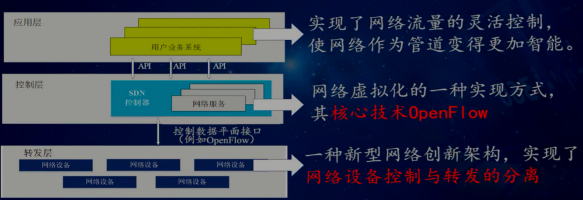 应用层
用户业务系统
API
API
API
控制层
SDN
控制器
网络服务
控制数据平面接口
(例如OpenFlow)
转发层
网络设备
网络设备
网络设备
网络设备
网络设备
实现了网络流量的灵活控制，
使网络作为管道变得更加智能。
网络虚拟化的一种实现方式，
其核心技术OpenFlow
一种新型网络创新架构，实现了
网络设备控制与转发的分离